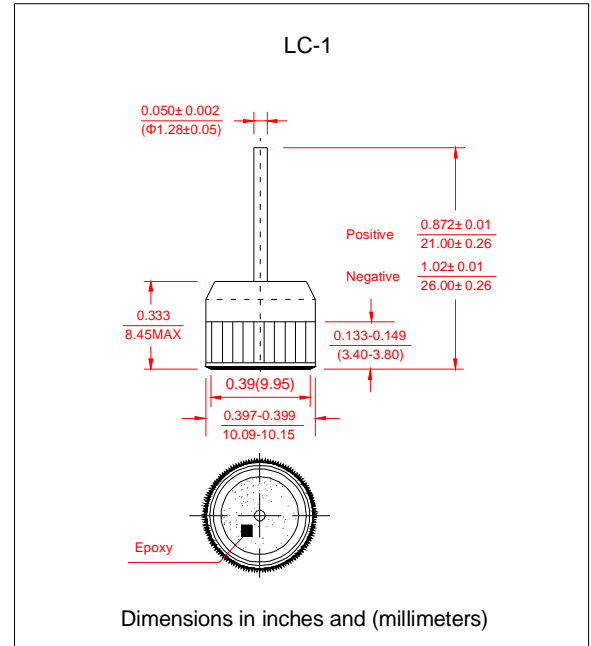 LC-1
0.050± 0.002
(Φ1.28±0.05)
Positive
0.872± 0.01
21.00± 0.26
Negative
1.02± 0.01
26.00± 0.26
0.333
8.45MAX
0.133-0.149
(3.40-3.80)
0.39(9.95)
0.397-0.399
10.09-10.15
Epoxy
Dimensions in inches and (millimeters)